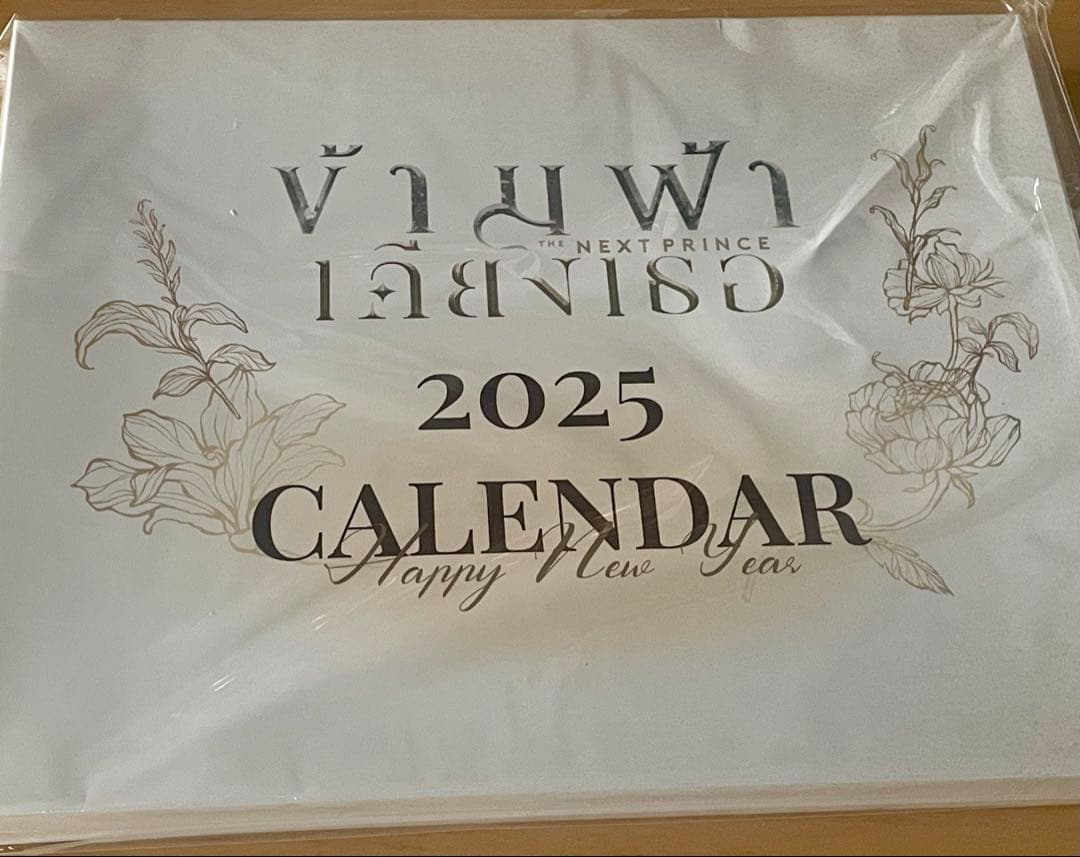 ข้ามฟ้า
THE NEXT PRINCE
เคียงเธอ
2025
CALENDAR
Happy New Year